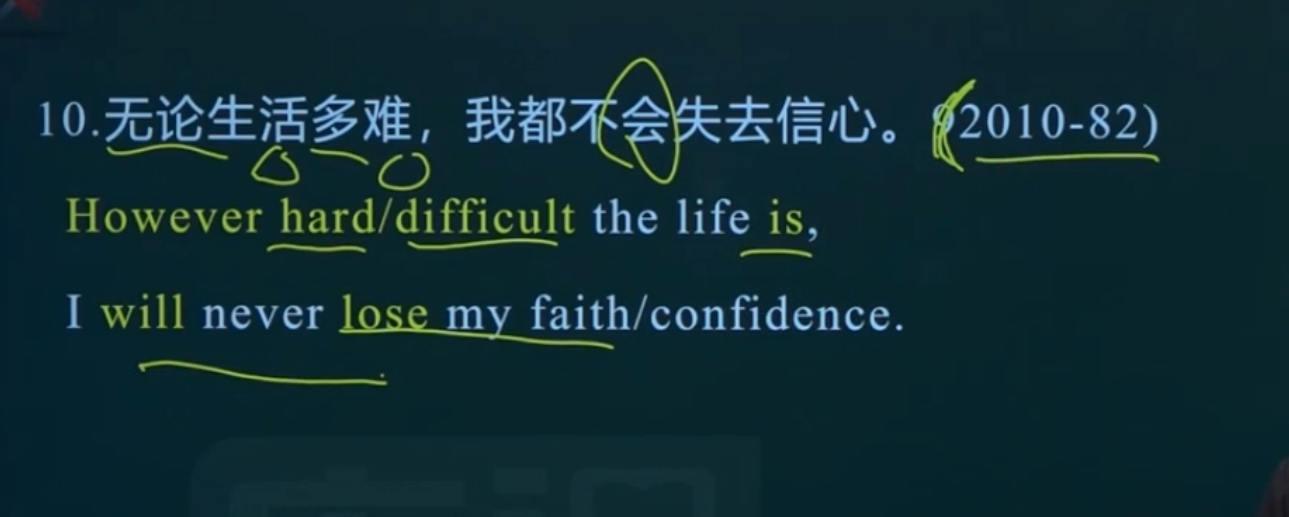 10.无论生活多难，我都不会失去信心。(2010-82)
However hard/difficult the life is,
I will never lose my faith/confidence.